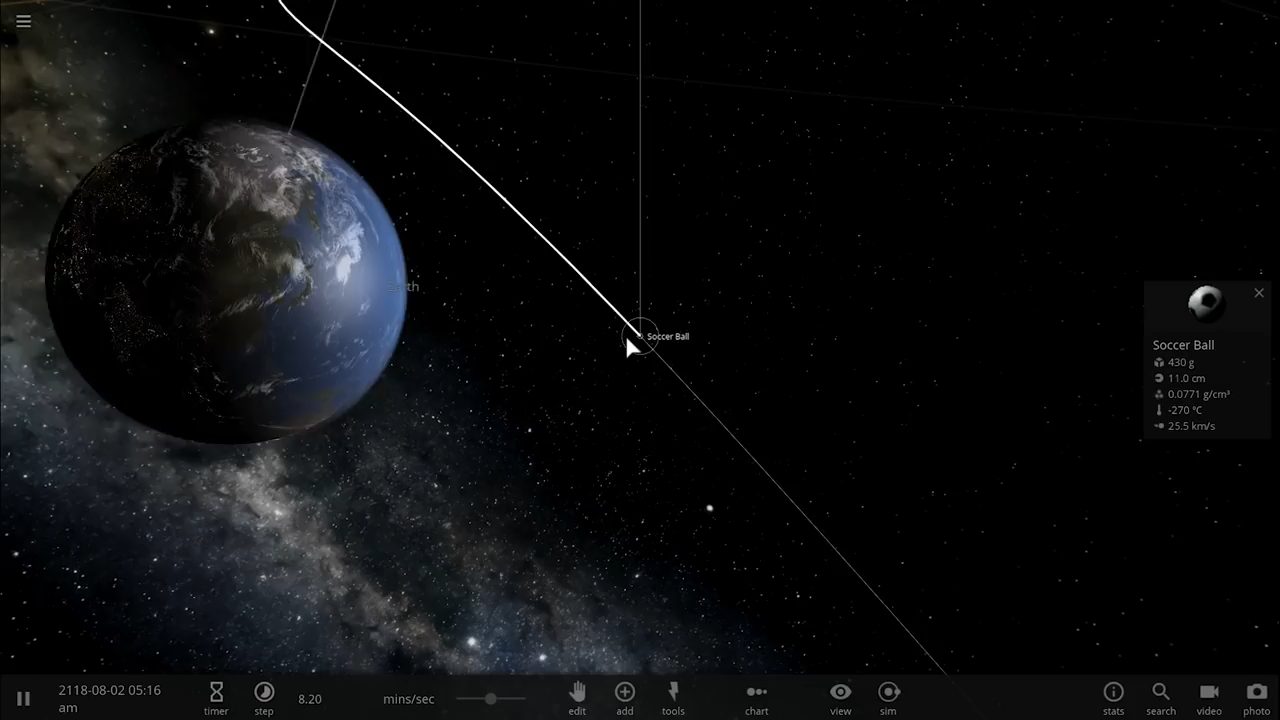 Earth
Soccer Ball
Soccer Ball
430 g
11.0 cm
0.0771 g/cm³
-270 °C
25.5 km/s
2118-08-02 05:16
am
timer
step
8.20
mins/sec
edit
add
tools
chart
view
sim
stats
search
video
photo